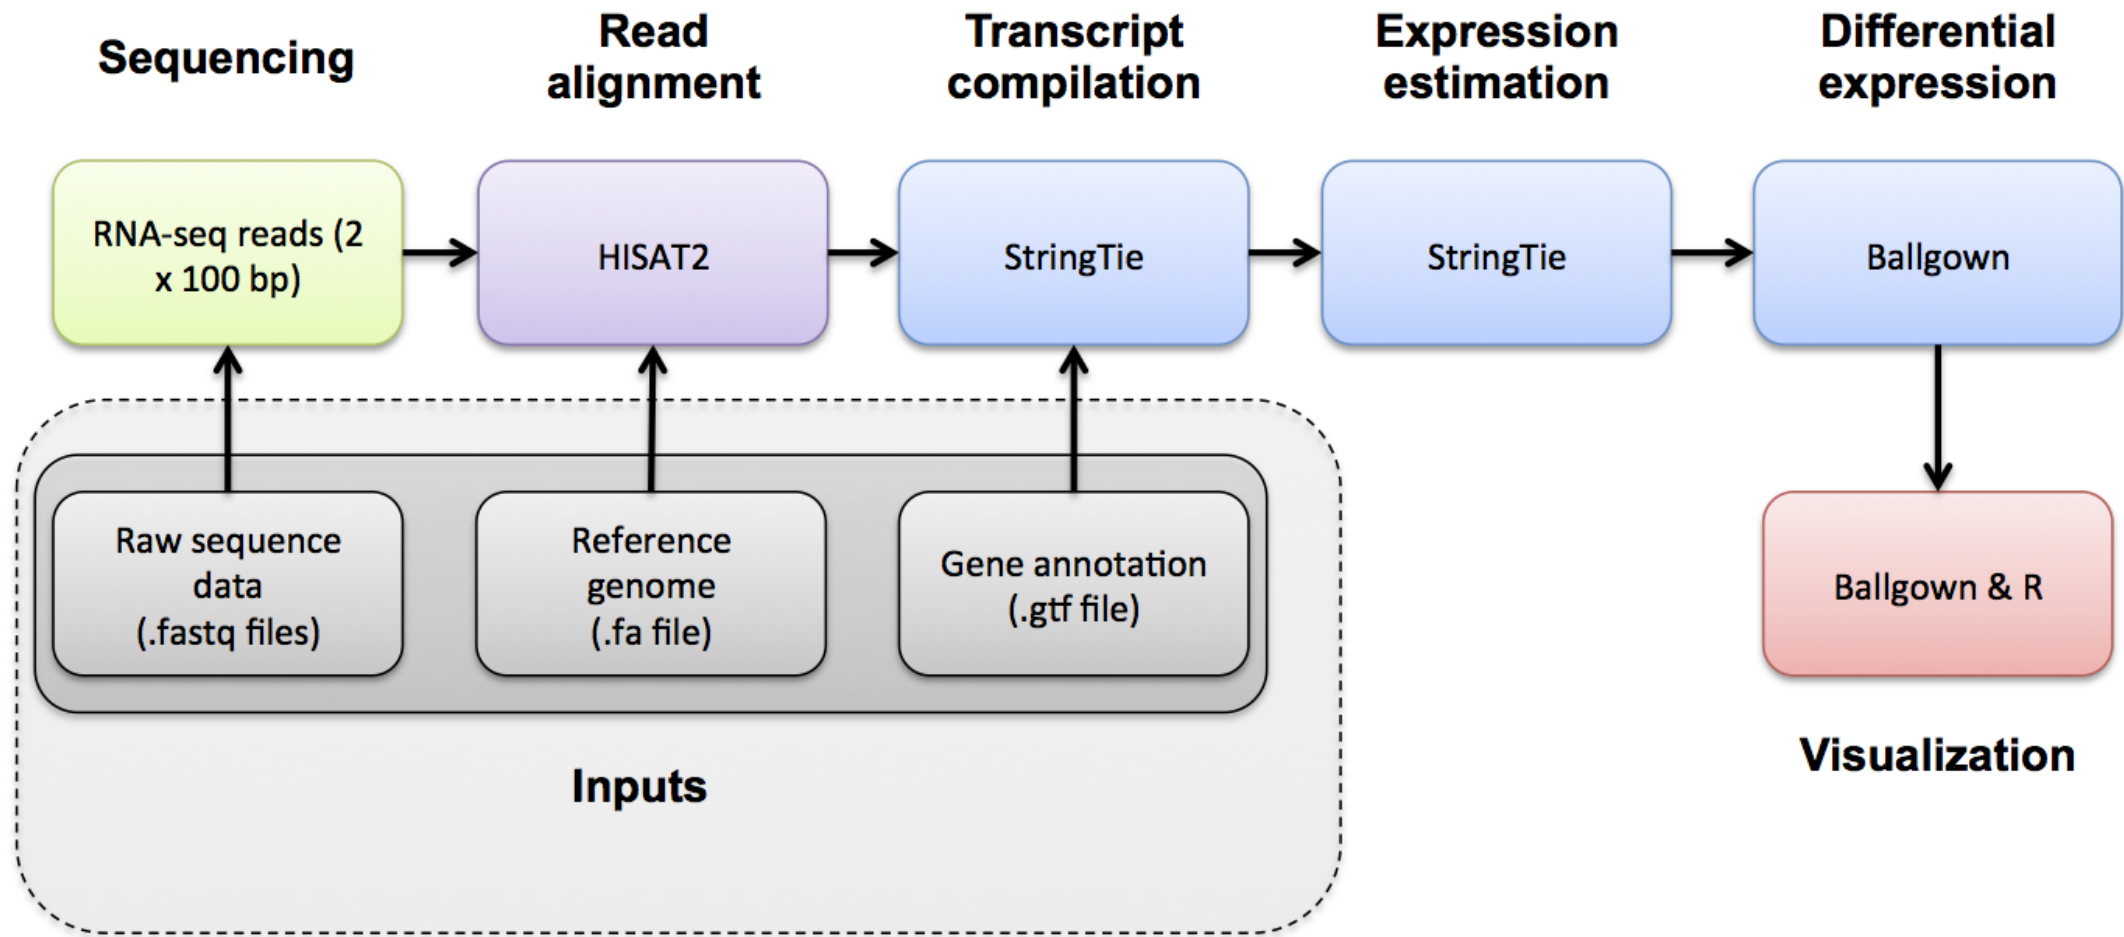 Sequencing
Read
alignment
Transcript
compilation
Expression
estimation
Differential
expression
RNA-seq reads (2
x 100 bp)
HISAT2
StringTie
StringTie
Ballgown
Raw sequence
data
(.fastq files)
Reference
genome
(.fa file)
Gene annotation
(.gtf file)
Ballgown & R
Inputs
Visualization